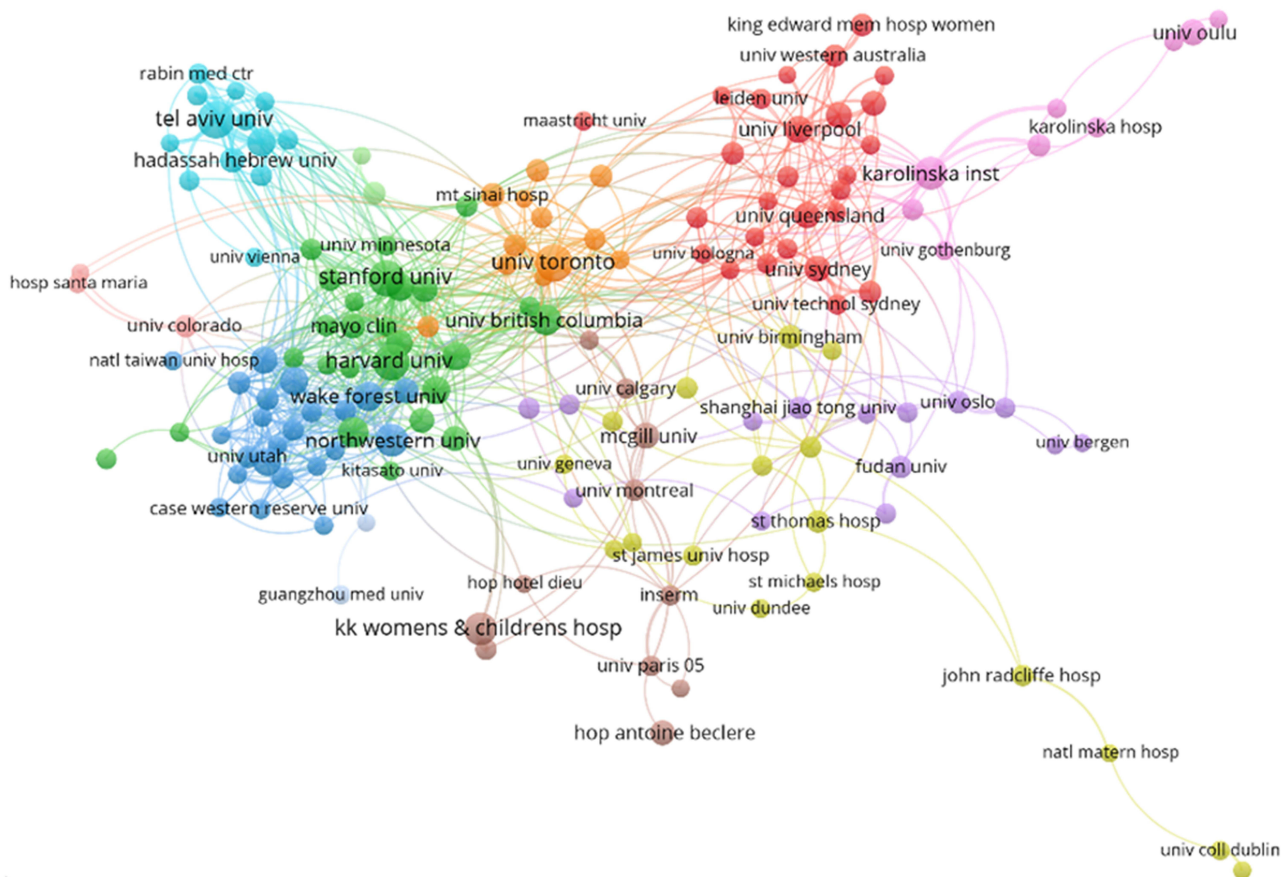 king edward mem hosp women
univ oulu
univ western australia
rabin med ctr
leiden univ
tel aviv univ
maastricht univ
univ liverpool
karolinska hosp
hadassah hebrew univ
karolinska inst
mt sinai hosp
univ queensland
univ minnesota
univ vienna
univ bologna
univ gothenburg
stanford univ
univ toronto
univ sydney
hosp santa maria
univ technol sydney
univ colorado
mayo clin
univ british columbia
univ birmingham
natl taiwan univ hosp
harvard univ
univ calgary
wake forest univ
shanghai jiao tong univ
univ oslo
northwestern univ
mcgill univ
univ bergen
univ utah
kitasato univ
univ geneva
fudan univ
univ montreal
case western reserve univ
st thomas hosp
st james univ hosp
hop hotel dieu
st michaels hosp
guangzhou med univ
inserm
univ dundee
kk womens & childrens hosp
univ paris 05
john radcliffe hosp
hop antoine beclere
natl matern hosp
univ coll dublin